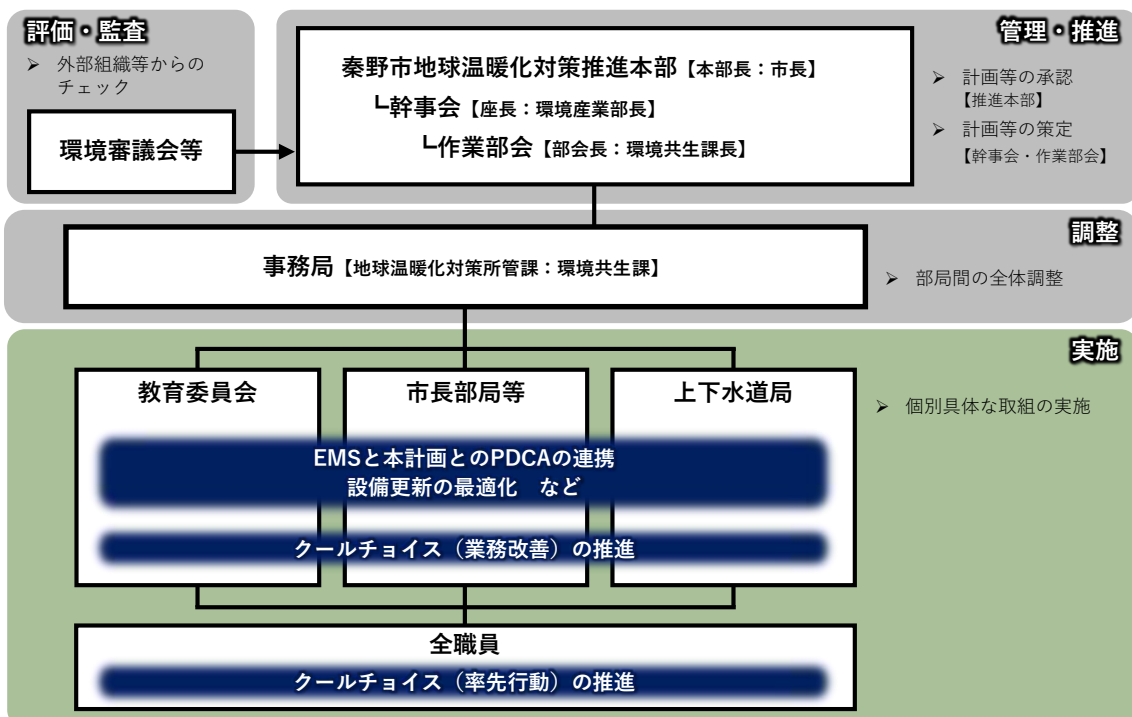 評価・監査
➢ 外部組織等からの
チェック
環境審議会等
管理・推進
秦野市地球温暖化対策推進本部【本部長：市長】
┗幹事会【座長：環境産業部長】
┗作業部会【部会長：環境共生課長】
➢ 計画等の承認
【推進本部】
➢ 計画等の策定
【幹事会・作業部会】
調整
事務局【地球温暖化対策所管課：環境共生課】
➢ 部局間の全体調整
実施
教育委員会
市長部局等
上下水道局
➢ 個別具体な取組の実施
EMSと本計画とのPDCAの連携
設備更新の最適化　など
クールチョイス（業務改善）の推進
全職員
クールチョイス（率先行動）の推進